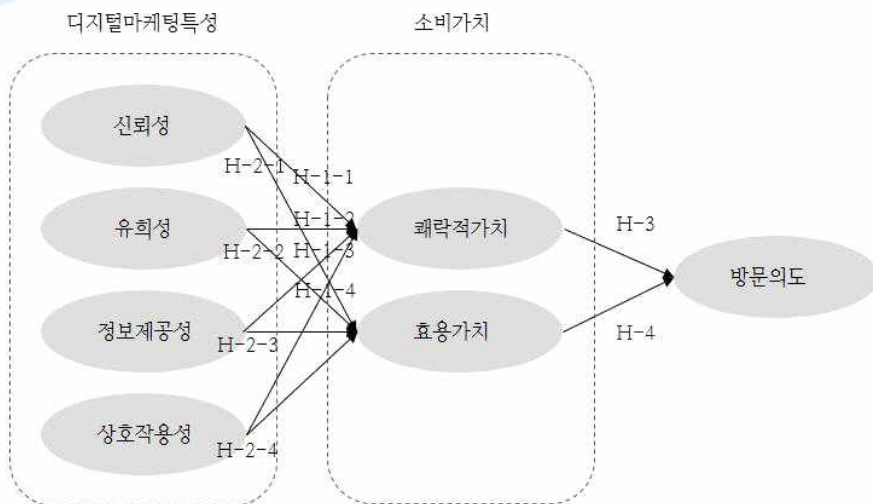 디지털마케팅특성
소비가치
신뢰성
H-2-1
H-1-1
유희성
H-1-2
H-2-2
H-1-3
쾌락적가치
H-3
H-1-4
방문의도
정보제공성
H-2-3
효용가치
H-4
상호작용성
H-2-4